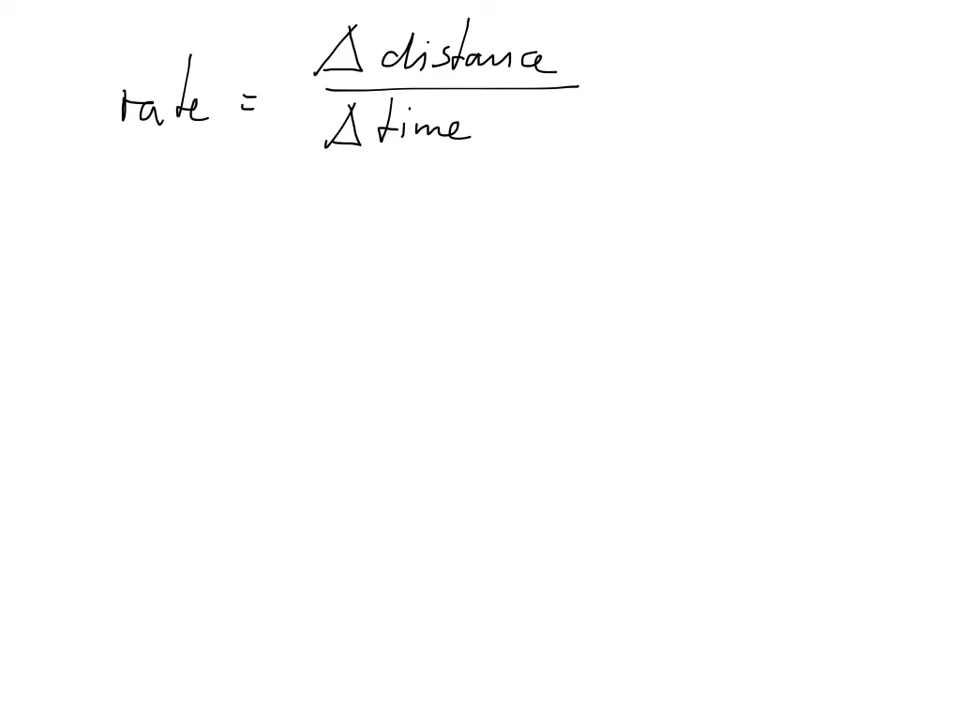 rate = Δ distance / Δ time